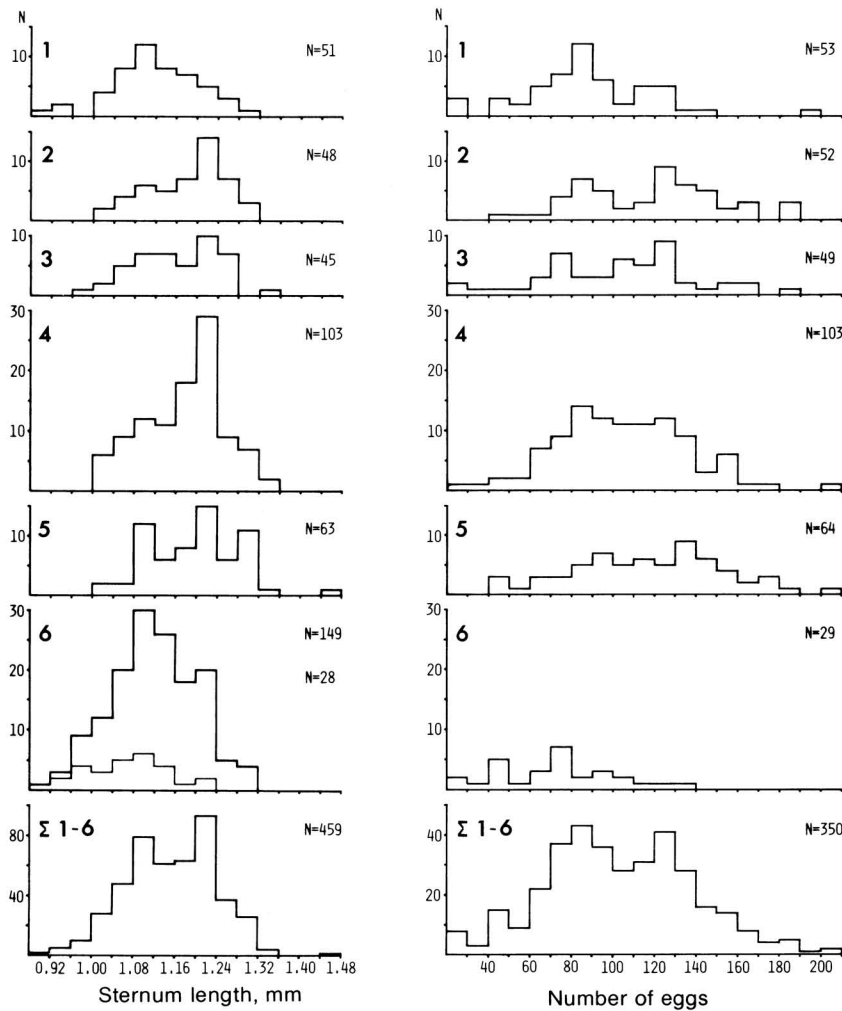 N
N
1
N=51
10
1
N=53
10
2
N=48
10
2
N=52
10
3
N=45
10
3
N=49
10
4
N=103
30
20
10
4
N=103
30
20
10
5
N=63
10
5
N=64
10
6
N=149
N=28
30
20
10
6
N=29
30
20
10
Σ 1-6
N=459
80
40
Σ 1-6
N=350
40
20
0.92 1.00 1.08 1.16 1.24 1.32 1.40 1.48
40 60 80 100 120 140 160 180 200
Sternum length, mm
Number of eggs